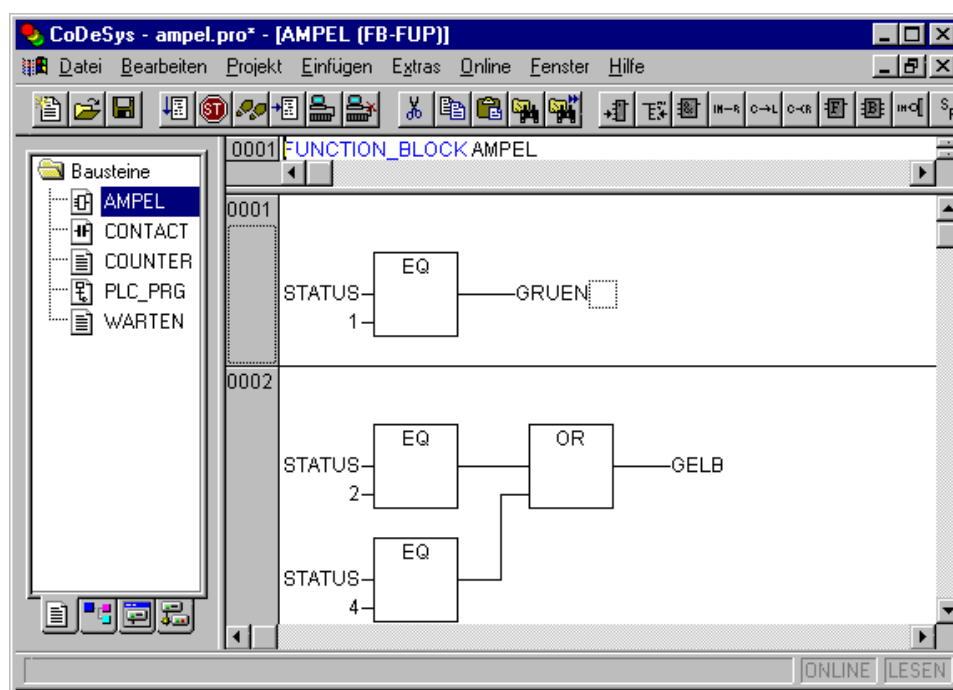 CoDeSys - ampel.pro* - [AMPEL (FB-FUP)]
Datei Bearbeiten Projekt Einfügen Extras Online Fenster Hilfe
ST
IN-R C→L
0001 FUNCTION_BLOCK AMPEL
Bausteine
AMPEL
CONTACT
COUNTER
PLC_PRG
WARTEN
0001
EQ
STATUS GRUEN
1
0002
EQ OR
STATUS GELB
2
EQ
STATUS
4
ONLINE LESEN